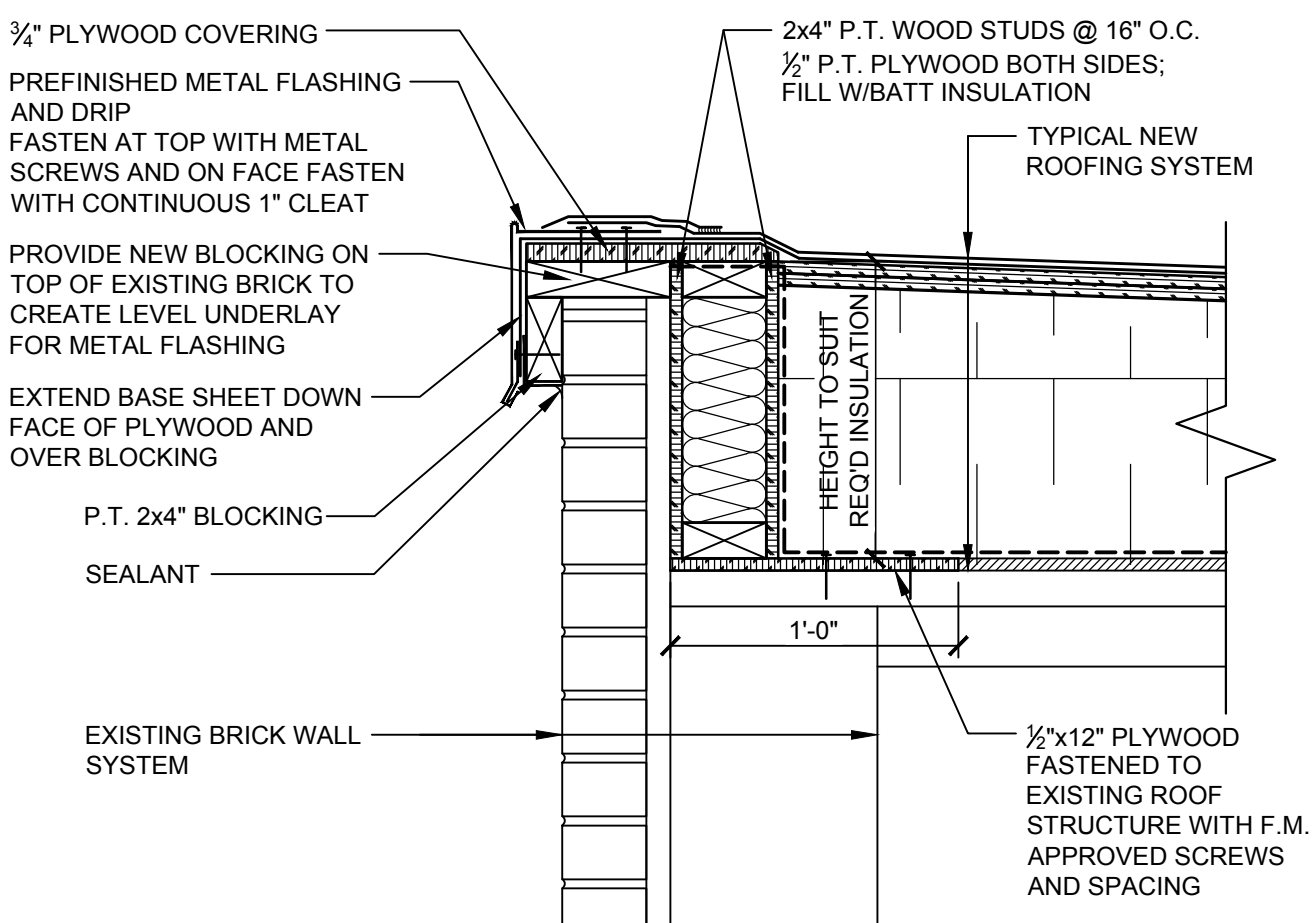 ¾" PLYWOOD COVERING
PREFINISHED METAL FLASHING
AND DRIP
FASTEN AT TOP WITH METAL
SCREWS AND ON FACE FASTEN
WITH CONTINUOUS 1" CLEAT
PROVIDE NEW BLOCKING ON
TOP OF EXISTING BRICK TO
CREATE LEVEL UNDERLAY
FOR METAL FLASHING
EXTEND BASE SHEET DOWN
FACE OF PLYWOOD AND
OVER BLOCKING
P.T. 2x4" BLOCKING
SEALANT
EXISTING BRICK WALL
SYSTEM
2x4" P.T. WOOD STUDS @ 16" O.C.
½" P.T. PLYWOOD BOTH SIDES;
FILL W/BATT INSULATION
TYPICAL NEW
ROOFING SYSTEM
HEIGHT TO SUIT
REQ'D INSULATION
1'-0"
½"x12" PLYWOOD
FASTENED TO
EXISTING ROOF
STRUCTURE WITH F.M.
APPROVED SCREWS
AND SPACING